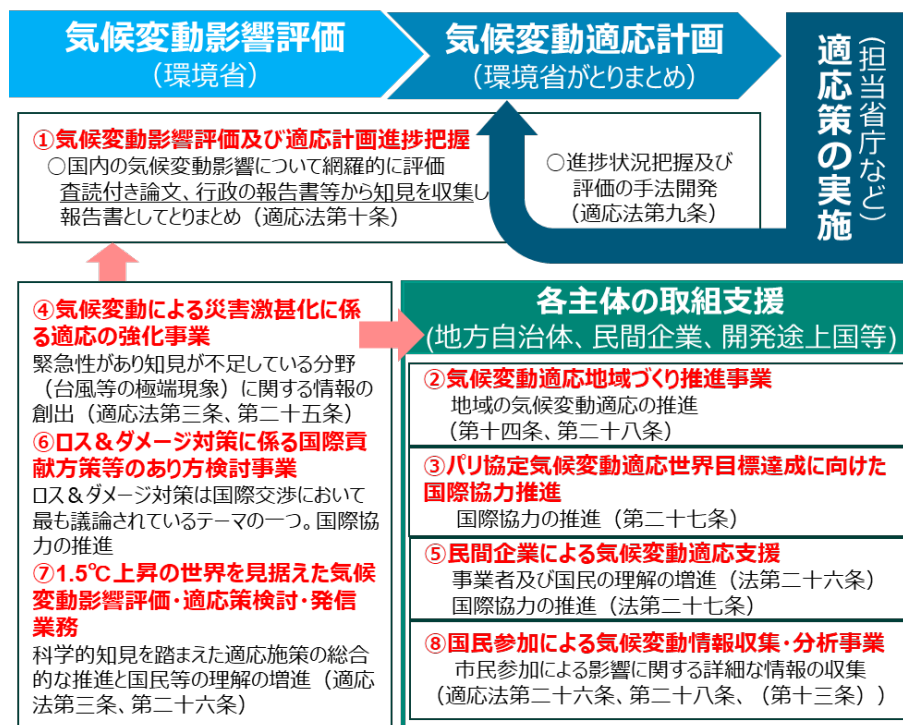 気候変動影響評価
（環境省）
気候変動適応計画
（環境省がとりまとめ）
適応策の実施
（担当省庁など）
①気候変動影響評価及び適応計画進捗把握
○国内の気候変動影響について網羅的に評価
査読付き論文、行政の報告書等から知見を収集し
報告書としてとりまとめ（適応法第十条）
○進捗状況把握及び
評価の手法開発
（適応法第九条）
④気候変動による災害激甚化に係
る適応の強化事業
緊急性があり知見が不足している分野
（台風等の極端現象）に関する情報の
創出（適応法第三条、第二十五条）
⑥ロス＆ダメージ対策に係る国際貢
献方策等のあり方検討事業
ロス＆ダメージ対策は国際交渉において
最も議論されているテーマの一つ。国際協
力の推進
⑦1.5℃上昇の世界を見据えた気候
変動影響評価・適応策検討・発信
業務
科学的知見を踏まえた適応施策の総合
的な推進と国民等の理解の増進（適応
法第三条、第二十六条）
各主体の取組支援
(地方自治体、民間企業、開発途上国等)
②気候変動適応地域づくり推進事業
地域の気候変動適応の推進
（第十四条、第二十八条）
③パリ協定気候変動適応世界目標達成に向けた
国際協力推進
国際協力の推進（第二十七条）
⑤民間企業による気候変動適応支援
事業者及び国民の理解の増進（法第二十六条）
国際協力の推進（法第二十七条）
⑧国民参加による気候変動情報収集・分析事業
市民参加による影響に関する詳細な情報の収集
（適応法第二十六条、第二十八条、（第十三条））